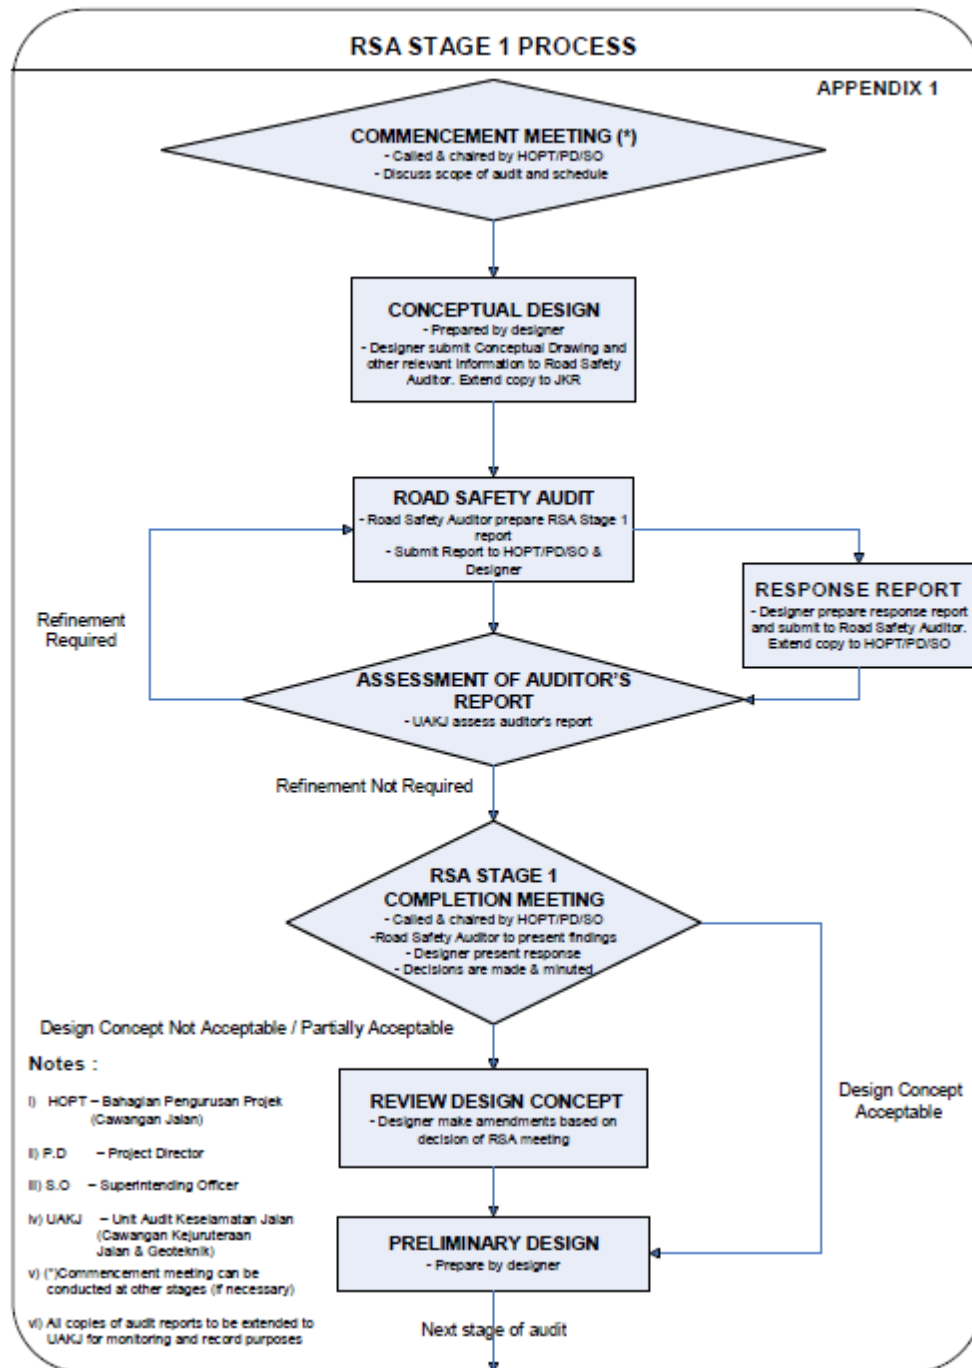 RSA STAGE 1 PROCESS
APPENDIX 1
COMMENCEMENT MEETING (*)
- Called & chaired by HOPT/PD/SO
- Discuss scope of audit and schedule
CONCEPTUAL DESIGN
- Prepared by designer
- Designer submit Conceptual Drawing and
other relevant information to Road Safety
Auditor. Extend copy to JKR
ROAD SAFETY AUDIT
- Road Safety Auditor prepare RSA Stage 1
report
- Submit Report to HOPT/PD/SO &
Designer
RESPONSE REPORT
- Designer prepare response report
and submit to Road Safety Auditor.
Extend copy to HOPT/PD/SO
Refinement
Required
ASSESSMENT OF AUDITOR'S
REPORT
- UAKJ assess auditor's report
Refinement Not Required
RSA STAGE 1
COMPLETION MEETING
- Called & chaired by HOPT/PD/SO
-Road Safety Auditor to present findings
- Designer present response
- Decisions are made & minuted
Design Concept Not Acceptable / Partially Acceptable
Design Concept
Acceptable
REVIEW DESIGN CONCEPT
- Designer make amendments based on
decision of RSA meeting
PRELIMINARY DESIGN
- Prepare by designer
Next stage of audit
Notes :
i) HOPT – Bahagian Pengurusan Projek
(Cawangan Jalan)
ii) P.D – Project Director
iii) S.O – Superintending Officer
iv) UAKJ – Unit Audit Keselamatan Jalan
(Cawangan Kejuruteraan
Jalan & Geoteknik)
v) (*)Commencement meeting can be
conducted at other stages (if necessary)
vi) All copies of audit reports to be extended to
UAKJ for monitoring and record purposes